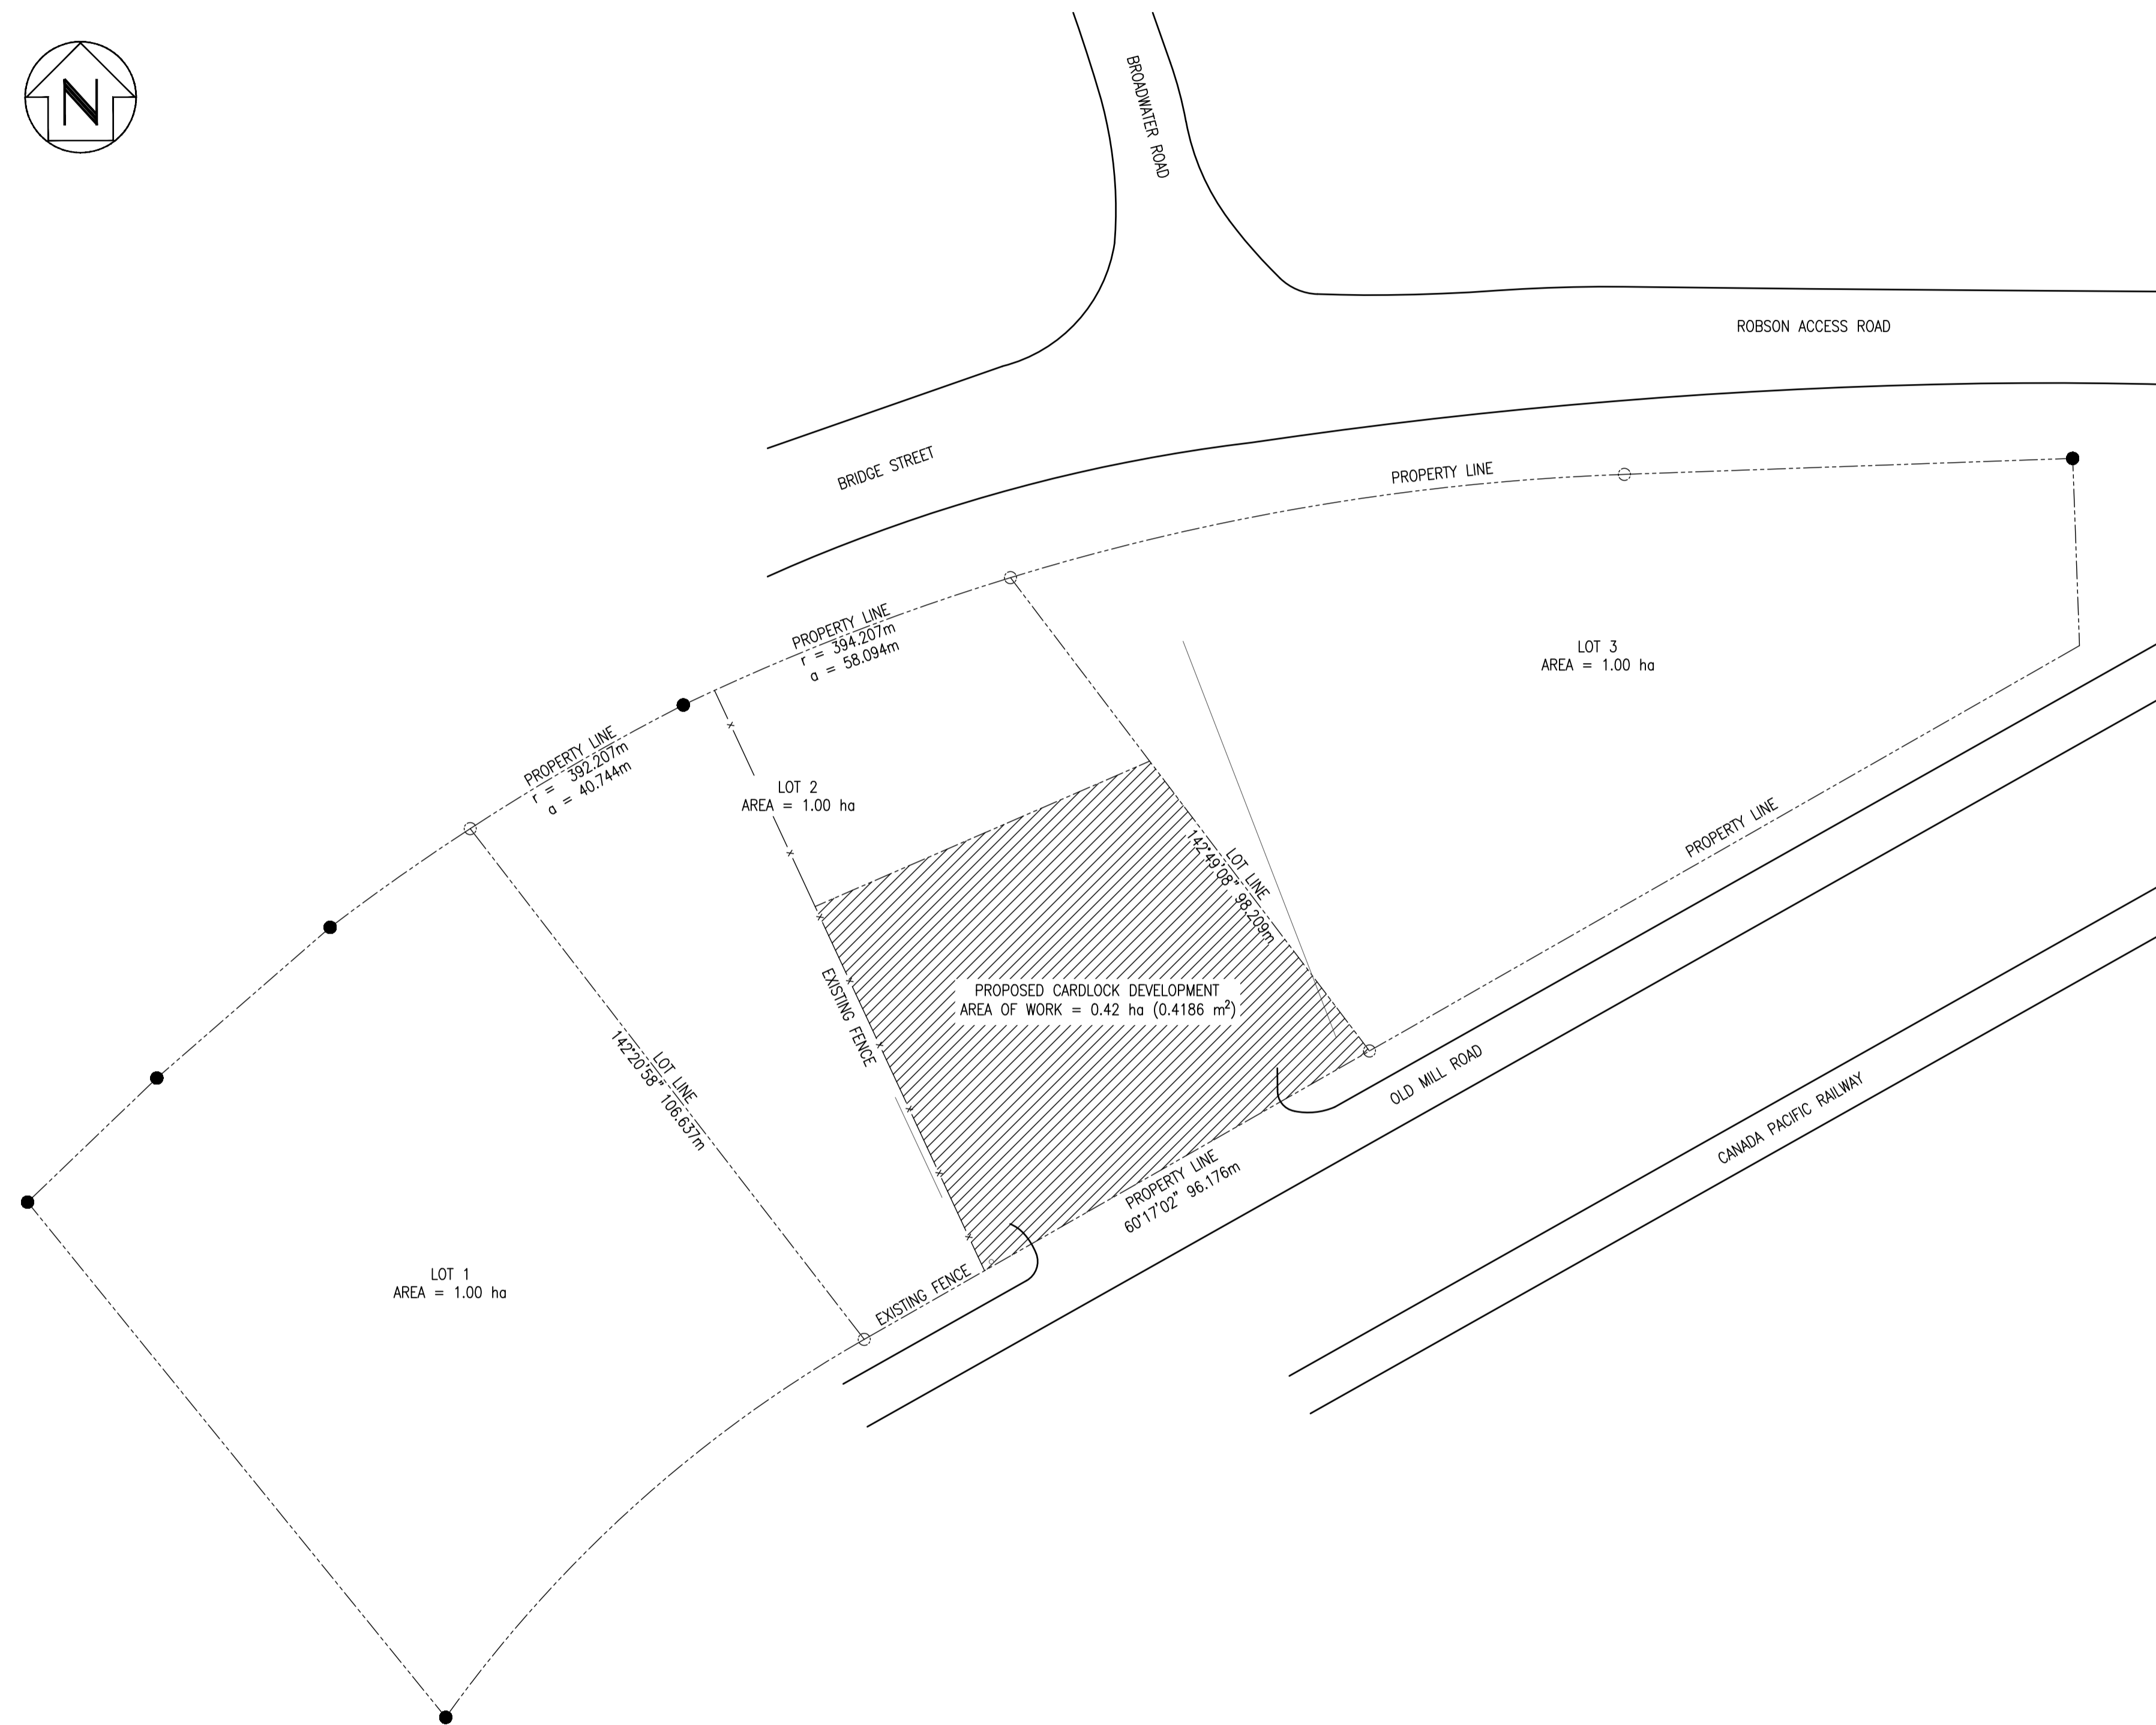 N
BROADWATER ROAD
ROBSON ACCESS ROAD
BRIDGE STREET
PROPERTY LINE
PROPERTY LINE
r = 394.207m
a = 58.094m
LOT 3
AREA = 1.00 ha
PROPERTY LINE
r = 392.207m
a = 40.744m
LOT 2
AREA = 1.00 ha
PROPERTY LINE
LOT LINE
142°49'08" 98.209m
EXISTING FENCE
PROPOSED CARDLOCK DEVELOPMENT
AREA OF WORK = 0.42 ha (0.4186 m²)
LOT LINE
142°20'58" 106.637m
OLD MILL ROAD
CANADA PACIFIC RAILWAY
PROPERTY LINE
60°17'02" 96.176m
EXISTING FENCE
LOT 1
AREA = 1.00 ha